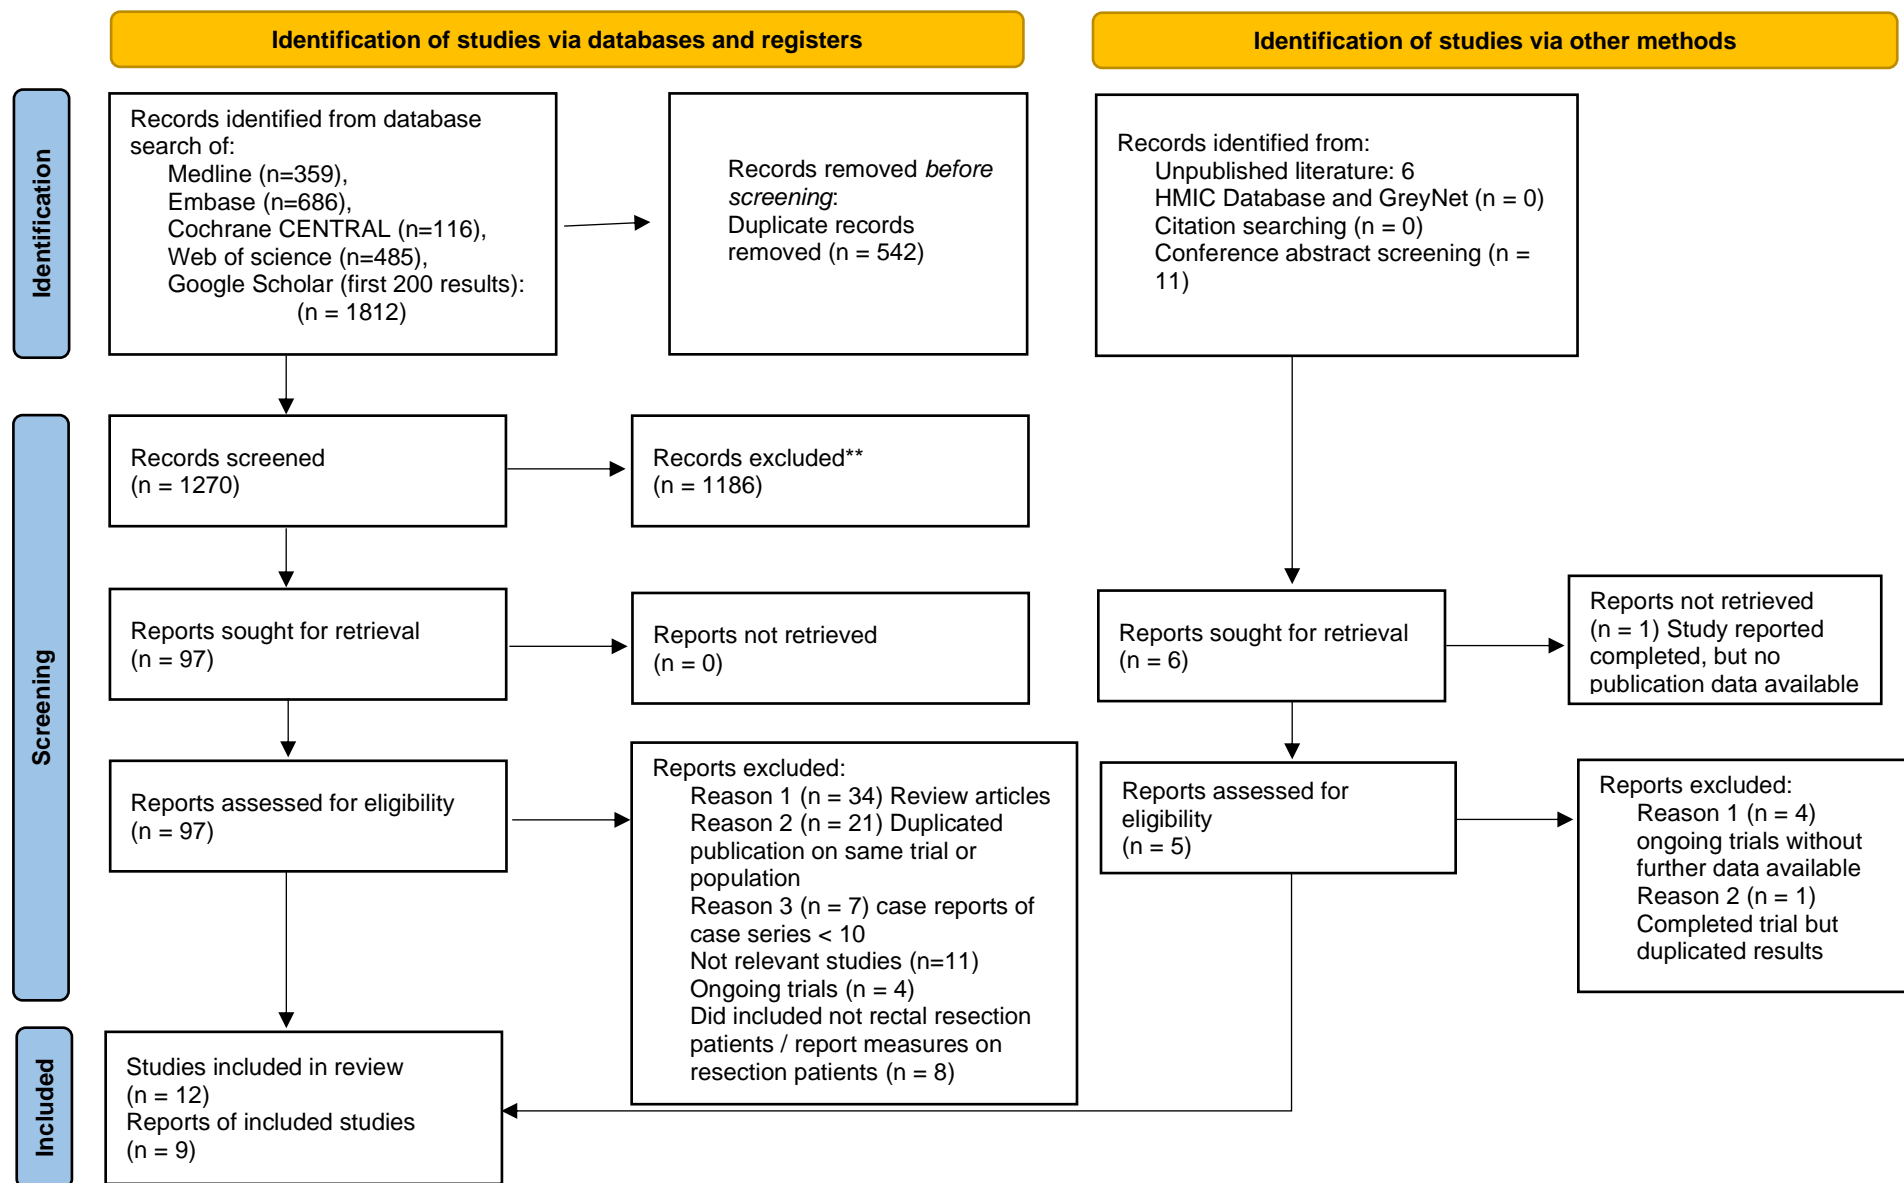 Identification of studies via databases and registers
Identification of studies via other methods
Identification
Records identified from database
search of:
Medline (n=359),
Embase (n=686),
Cochrane CENTRAL (n=116),
Web of science (n=485),
Google Scholar (first 200 results):
(n = 1812)
Records removed before
screening:
Duplicate records
removed (n = 542)
Records identified from:
Unpublished literature: 6
HMIC Database and GreyNet (n = 0)
Citation searching (n = 0)
Conference abstract screening (n =
11)
Screening
Records screened
(n = 1270)
Records excluded**
(n = 1186)
Reports sought for retrieval
(n = 97)
Reports not retrieved
(n = 0)
Reports sought for retrieval
(n = 6)
Reports not retrieved
(n = 1) Study reported
completed, but no
publication data available
Reports assessed for eligibility
(n = 97)
Reports excluded:
Reason 1 (n = 34) Review articles
Reason 2 (n = 21) Duplicated
publication on same trial or
population
Reason 3 (n = 7) case reports of
case series < 10
Not relevant studies (n=11)
Ongoing trials (n = 4)
Did included not rectal resection
patients / report measures on
resection patients (n = 8)
Reports assessed for
eligibility
(n = 5)
Reports excluded:
Reason 1 (n = 4)
ongoing trials without
further data available
Reason 2 (n = 1)
Completed trial but
duplicated results
Included
Studies included in review
(n = 12)
Reports of included studies
(n = 9)